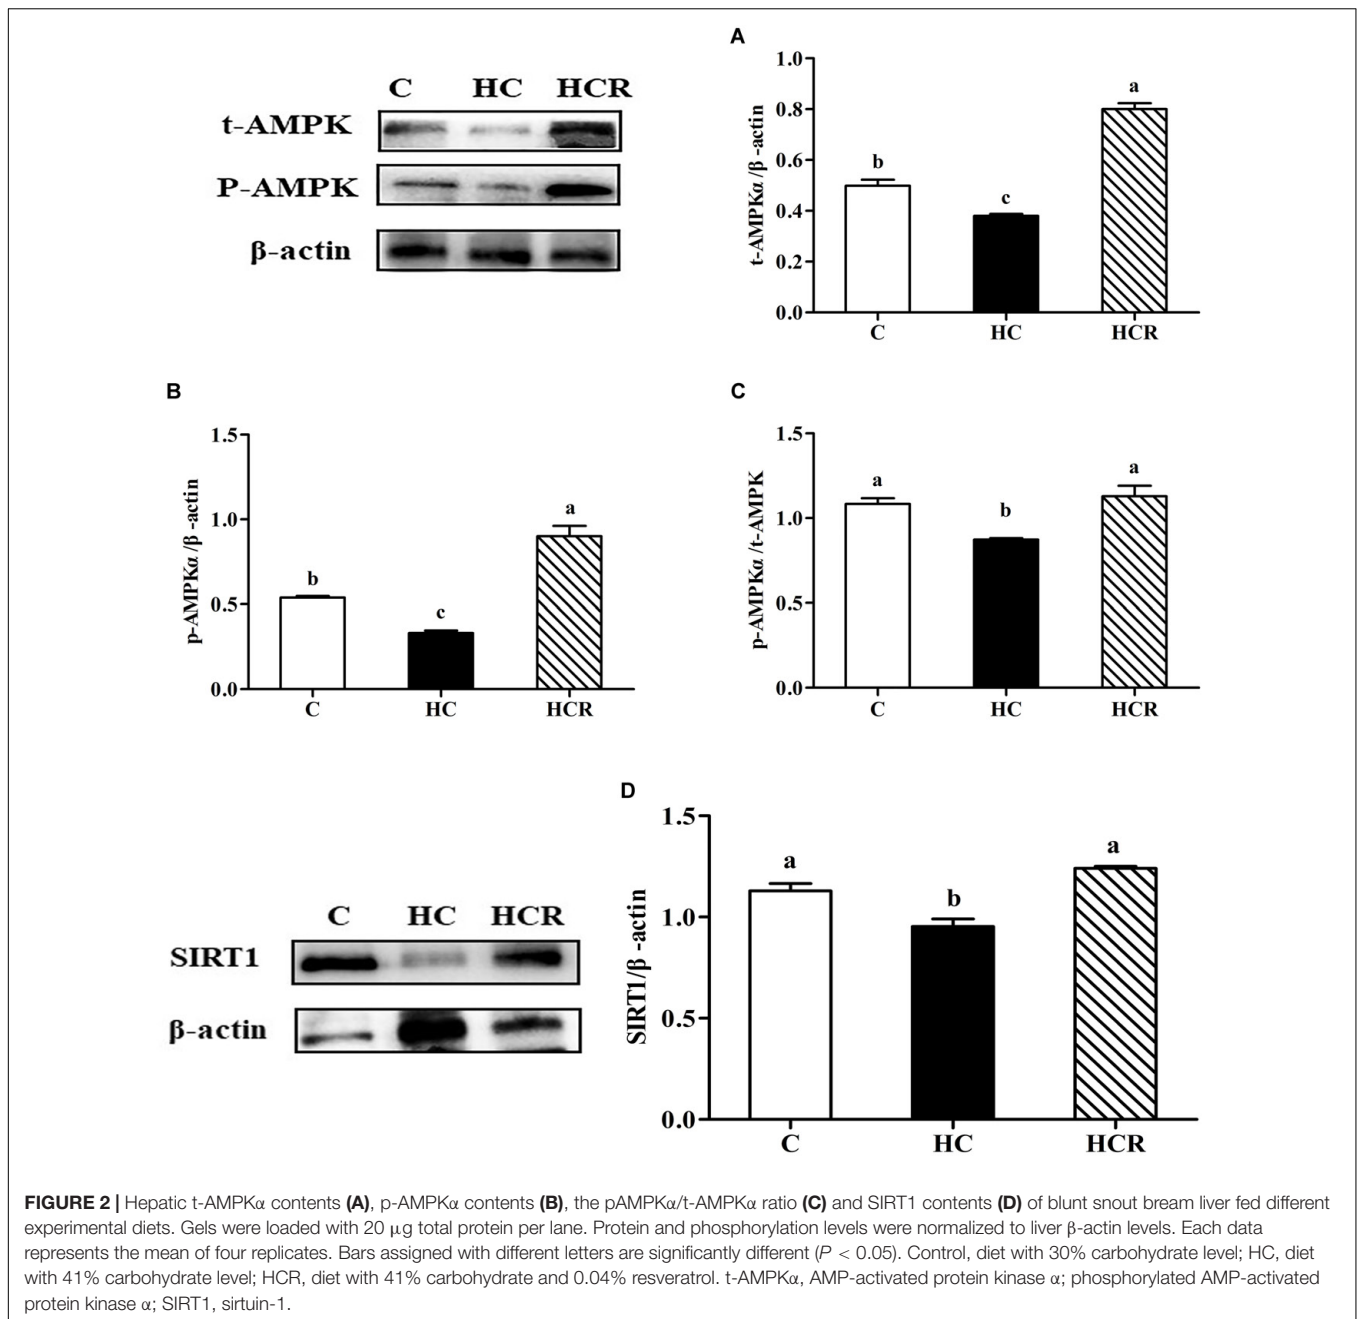 A
C HC HCR
t-AMPK
P-AMPK
β-actin
t-AMPKα/β-actin
1.0
0.8
0.6
0.4
0.2
0.0
b
c
a
C HC HCR
B
p-AMPKα/β-actin
1.5
1.0
0.5
0.0
b
c
a
C HC HCR
C
p-AMPKα/t-AMPK
1.5
1.0
0.5
0.0
a
b
a
C HC HCR
D
C HC HCR
SIRT1
β-actin
SIRT1/β-actin
1.5
1.0
0.5
0.0
a
b
a
C HC HCR
FIGURE 2 | Hepatic t-AMPKα contents (A), p-AMPKα contents (B), the pAMPKα/t-AMPKα ratio (C) and SIRT1 contents (D) of blunt snout bream liver fed different
experimental diets. Gels were loaded with 20 μg total protein per lane. Protein and phosphorylation levels were normalized to liver β-actin levels. Each data
represents the mean of four replicates. Bars assigned with different letters are significantly different (P < 0.05). Control, diet with 30% carbohydrate level; HC, diet
with 41% carbohydrate level; HCR, diet with 41% carbohydrate and 0.04% resveratrol. t-AMPKα, AMP-activated protein kinase α; phosphorylated AMP-activated
protein kinase α; SIRT1, sirtuin-1.